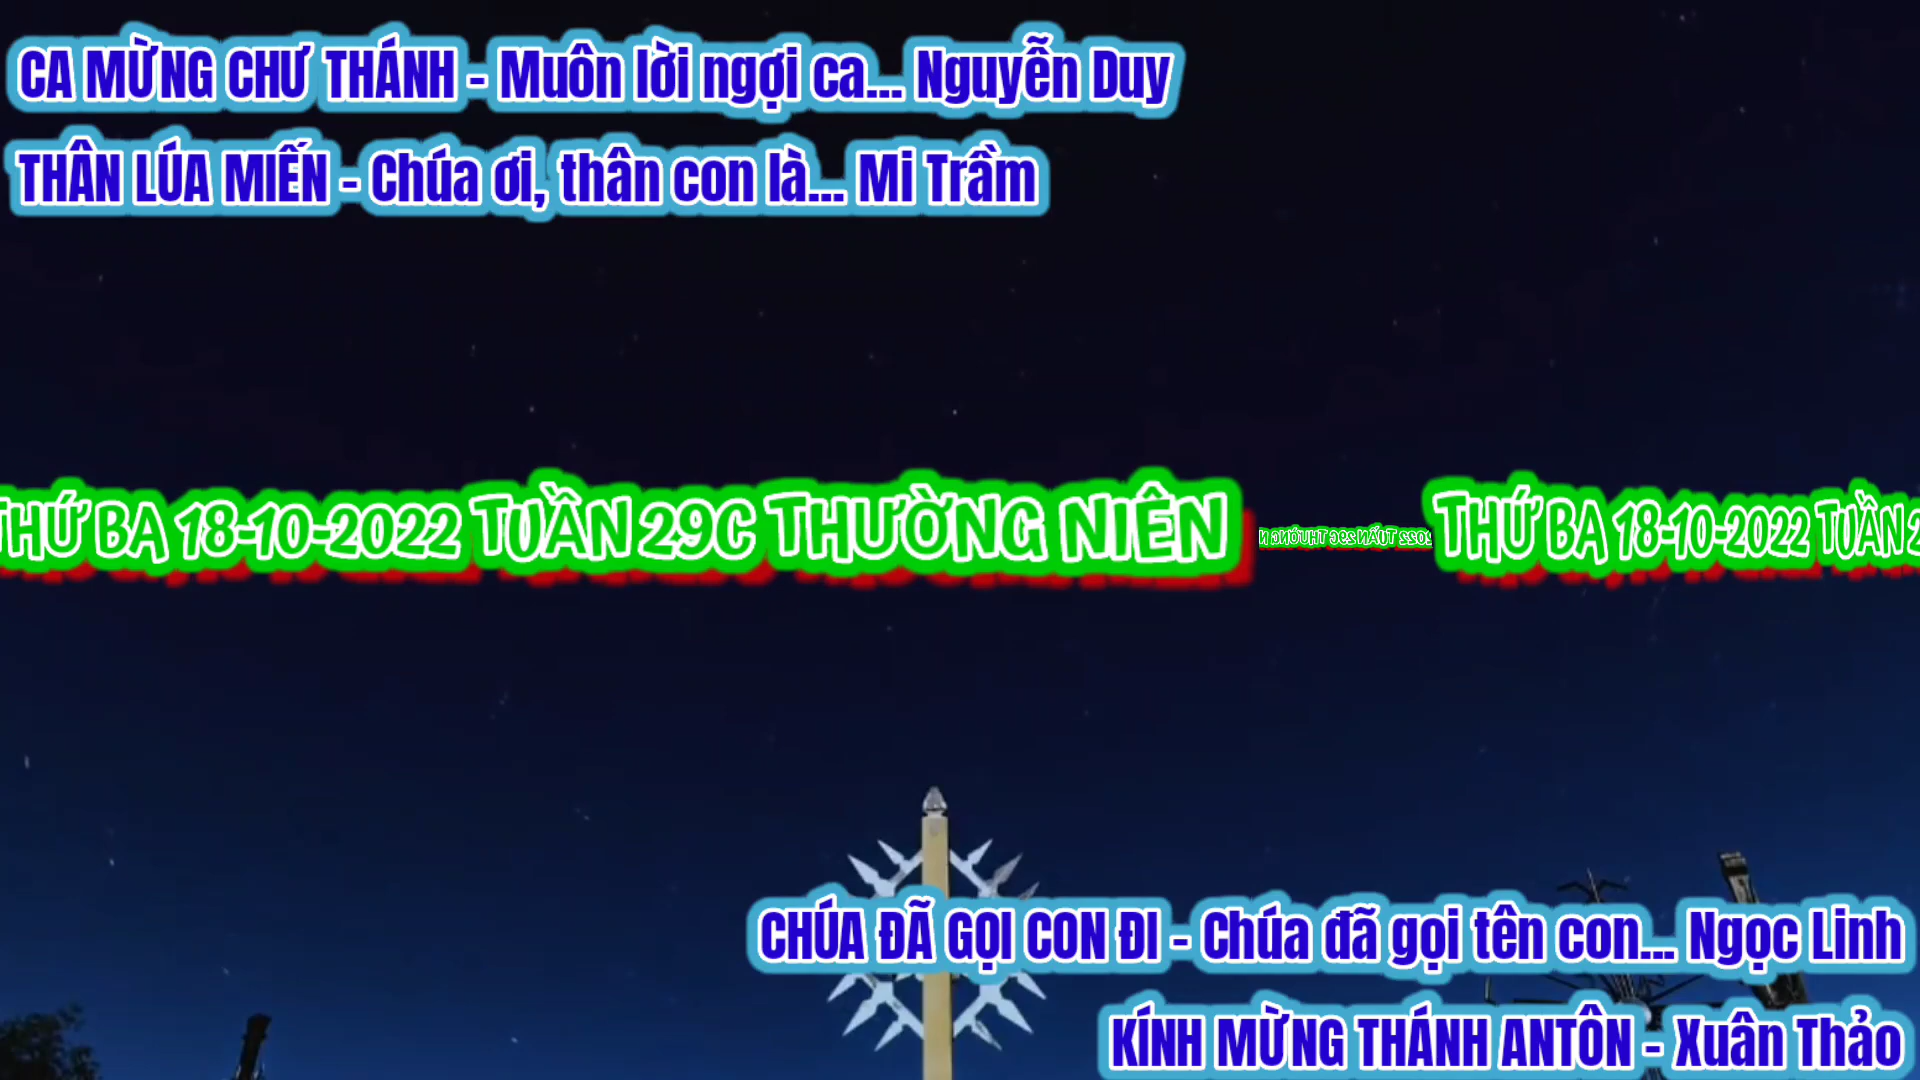 CA MỪNG CHƯ THÁNH - Muôn lời ngợi ca... Nguyễn Duy
THÂN LÚA MIẾN - Chúa ơi, thân con là... Mi Trầm
THỨ BA 18-10-2022 TUẦN 29C THƯỜNG NIÊN THỨ BA 18-10-2022 TUẦN 2
CHÚA ĐÃ GỌI CON ĐI - Chúa đã gọi tên con... Ngọc Linh
KÍNH MỪNG THÁNH ANTÔN - Xuân Thảo